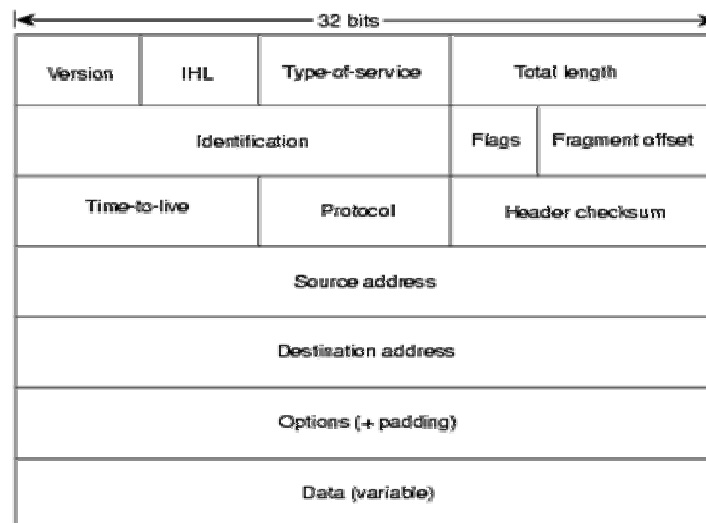 32 bits
Version IHL Type-of-service Total length
Identification Flags Fragment offset
Time-to-live Protocol Header checksum
Source address
Destination address
Options (+ padding)
Data (variable)